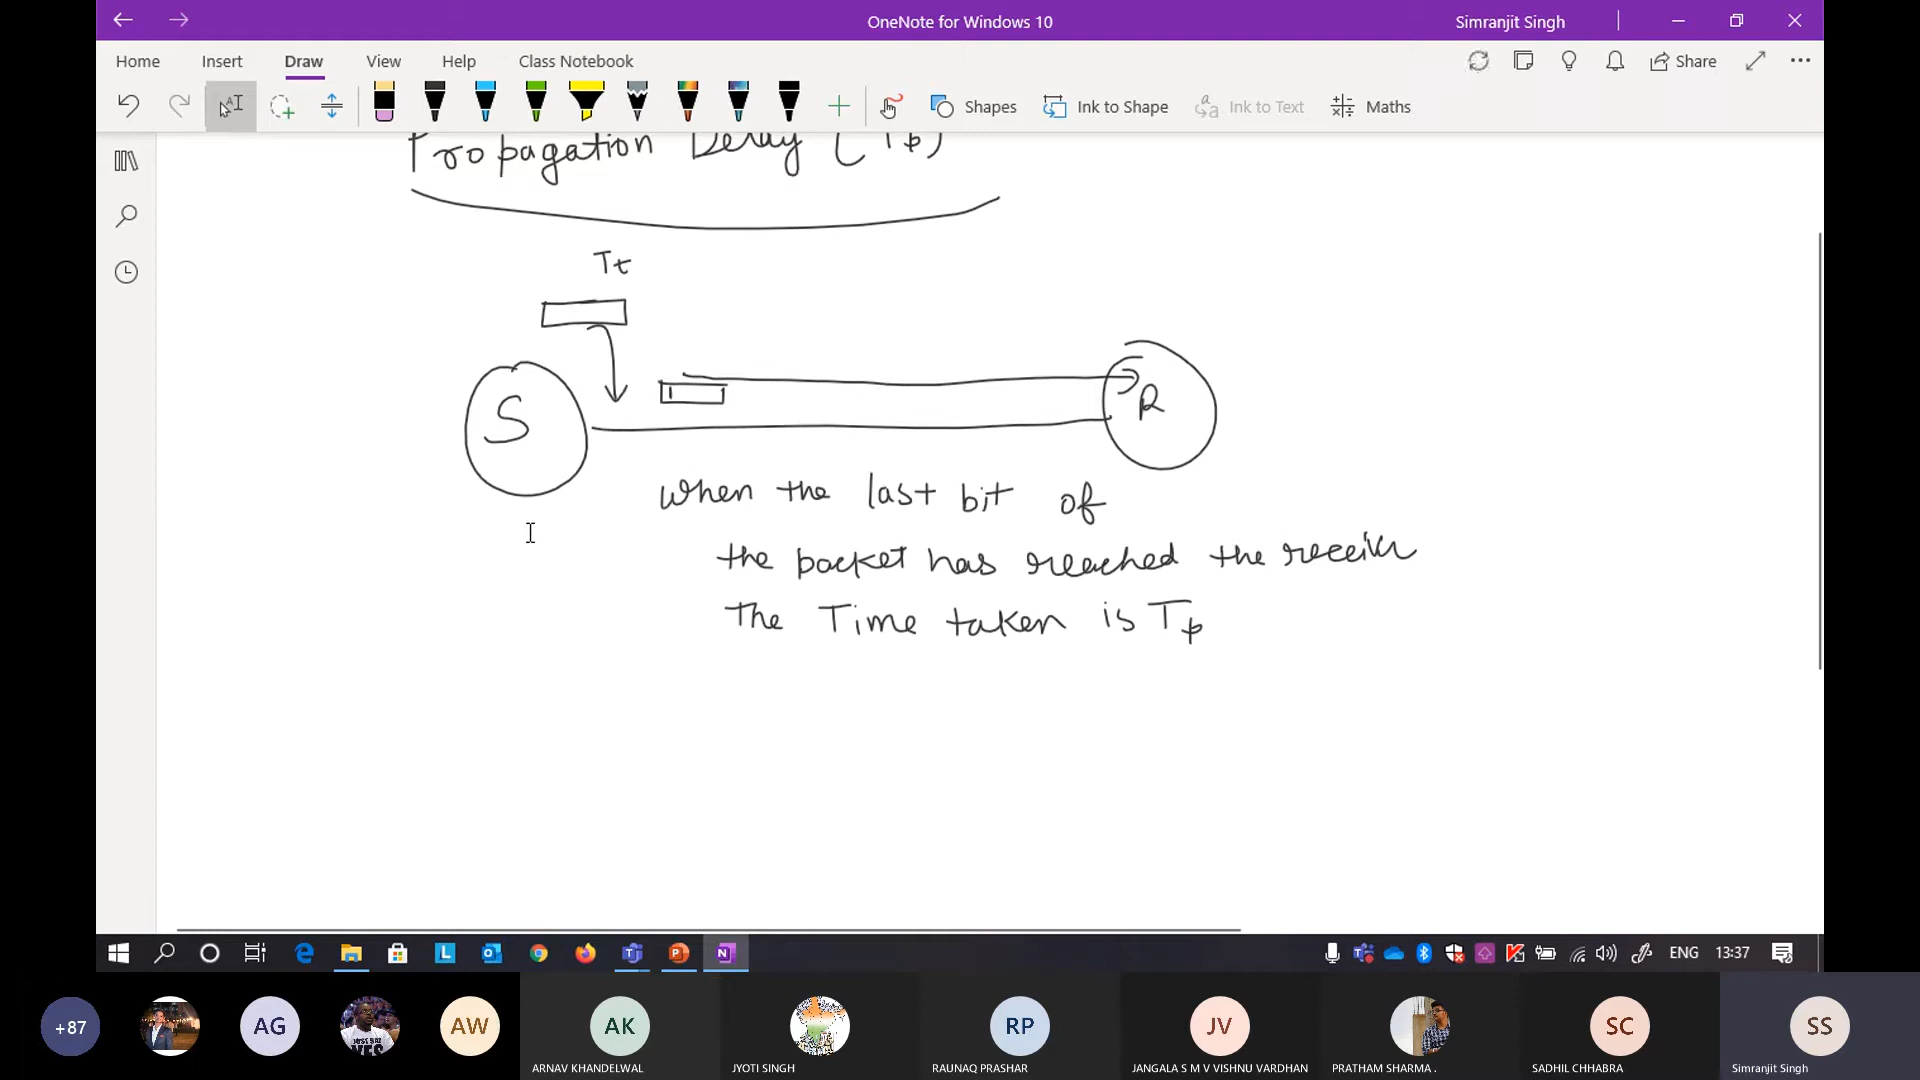 OneNote for Windows 10
Simranjit Singh
Home Insert Draw View Help Class Notebook
Share
Shapes Ink to Shape Ink to Text Maths
Propagation Delay (Tp)
Tt
S
R
When the last bit of
the packet has reached the
The Time taken is Tp
ENG 13:37
+87 AG AW AK RP JV SC SS
ARNAV KHANDELWAL JYOTI SINGH RAUNAQ PRASHAR JANGALA S M V VISHNU VARDHAN PRATHAM SHARMA . SADHIL CHHABRA Simranjit Singh